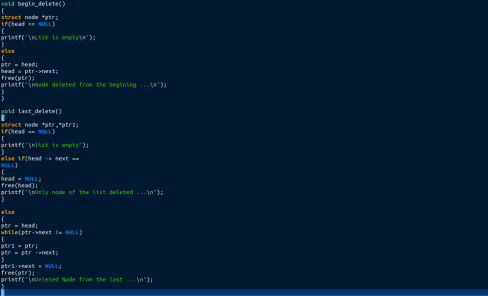 void begin_delete()
{
struct node *ptr;
if(head == NULL)
{
printf("\nList is empty\n");
}
else
{
ptr = head;
head = ptr->next;
free(ptr);
printf("\nNode deleted from the begining ...\n");
}
}
void last_delete()
{
struct node *ptr,*ptr1;
if(head == NULL)
{
printf("\nlist is empty");
}
else if(head -> next ==
NULL)
{
head = NULL;
free(head);
printf("\nOnly node of the list deleted ...\n");
}
else
{
ptr = head;
while(ptr->next != NULL)
{
ptr1 = ptr;
ptr = ptr ->next;
}
ptr1->next = NULL;
free(ptr);
printf("\nDeleted Node from the last ...\n");
}
}